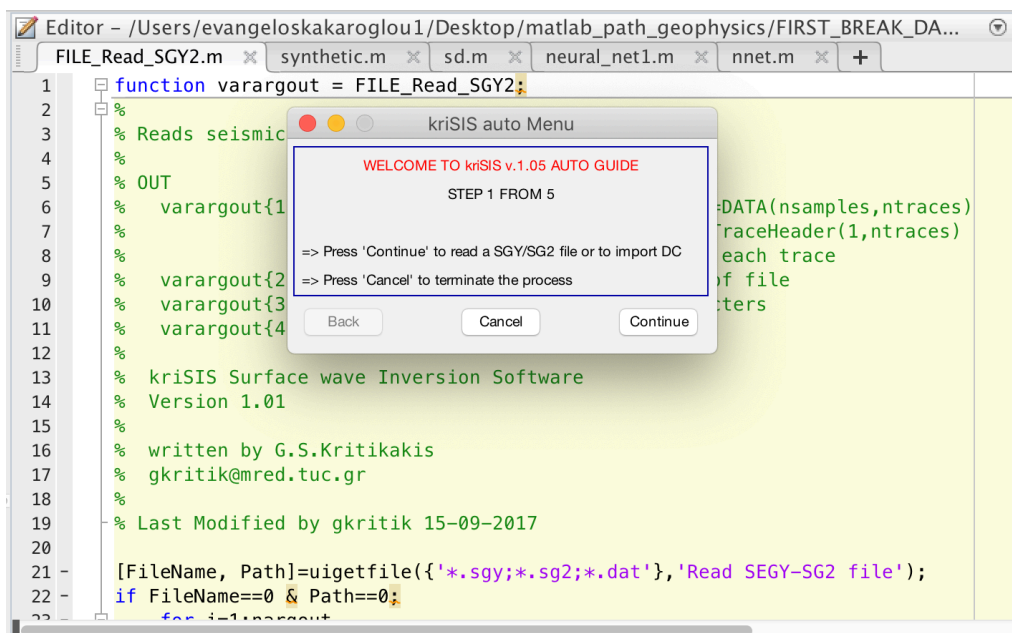 Editor – /Users/evangeloskakaroglou1/Desktop/matlab_path_geophysics/FIRST_BREAK_DA...
FILE_Read_SGY2.m × synthetic.m × sd.m × neural_net1.m × nnet.m × +
1 function varargout = FILE_Read_SGY2;
2 %
3 % Reads seismic
4 %
5 % OUT
6 % varargout{1 =DATA(nsamples,ntraces)
7 % TraceHeader(1,ntraces)
8 % each trace
9 % varargout{2 of file
10 % varargout{3 cters
11 % varargout{4
12 %
13 % kriSIS Surface wave Inversion Software
14 % Version 1.01
15 %
16 % written by G.S.Kritikakis
17 % gkritik@mred.tuc.gr
18 %
19 % Last Modified by gkritik 15-09-2017
20
21 – [FileName, Path]=uigetfile({'*.sgy;*.sg2;*.dat'},'Read SEGY-SG2 file');
22 – if FileName==0 & Path==0;
23 – for i=1:nargout
kriSIS auto Menu
WELCOME TO kriSIS v.1.05 AUTO GUIDE
STEP 1 FROM 5
=> Press 'Continue' to read a SGY/SG2 file or to import DC
=> Press 'Cancel' to terminate the process
Back Cancel Continue